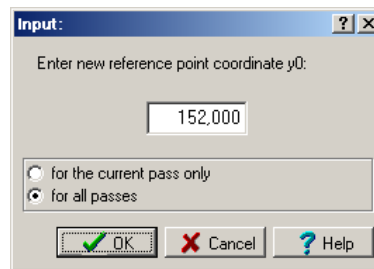 Input:
Enter new reference point coordinate y0:
152,000
for the current pass only
for all passes
OK Cancel Help